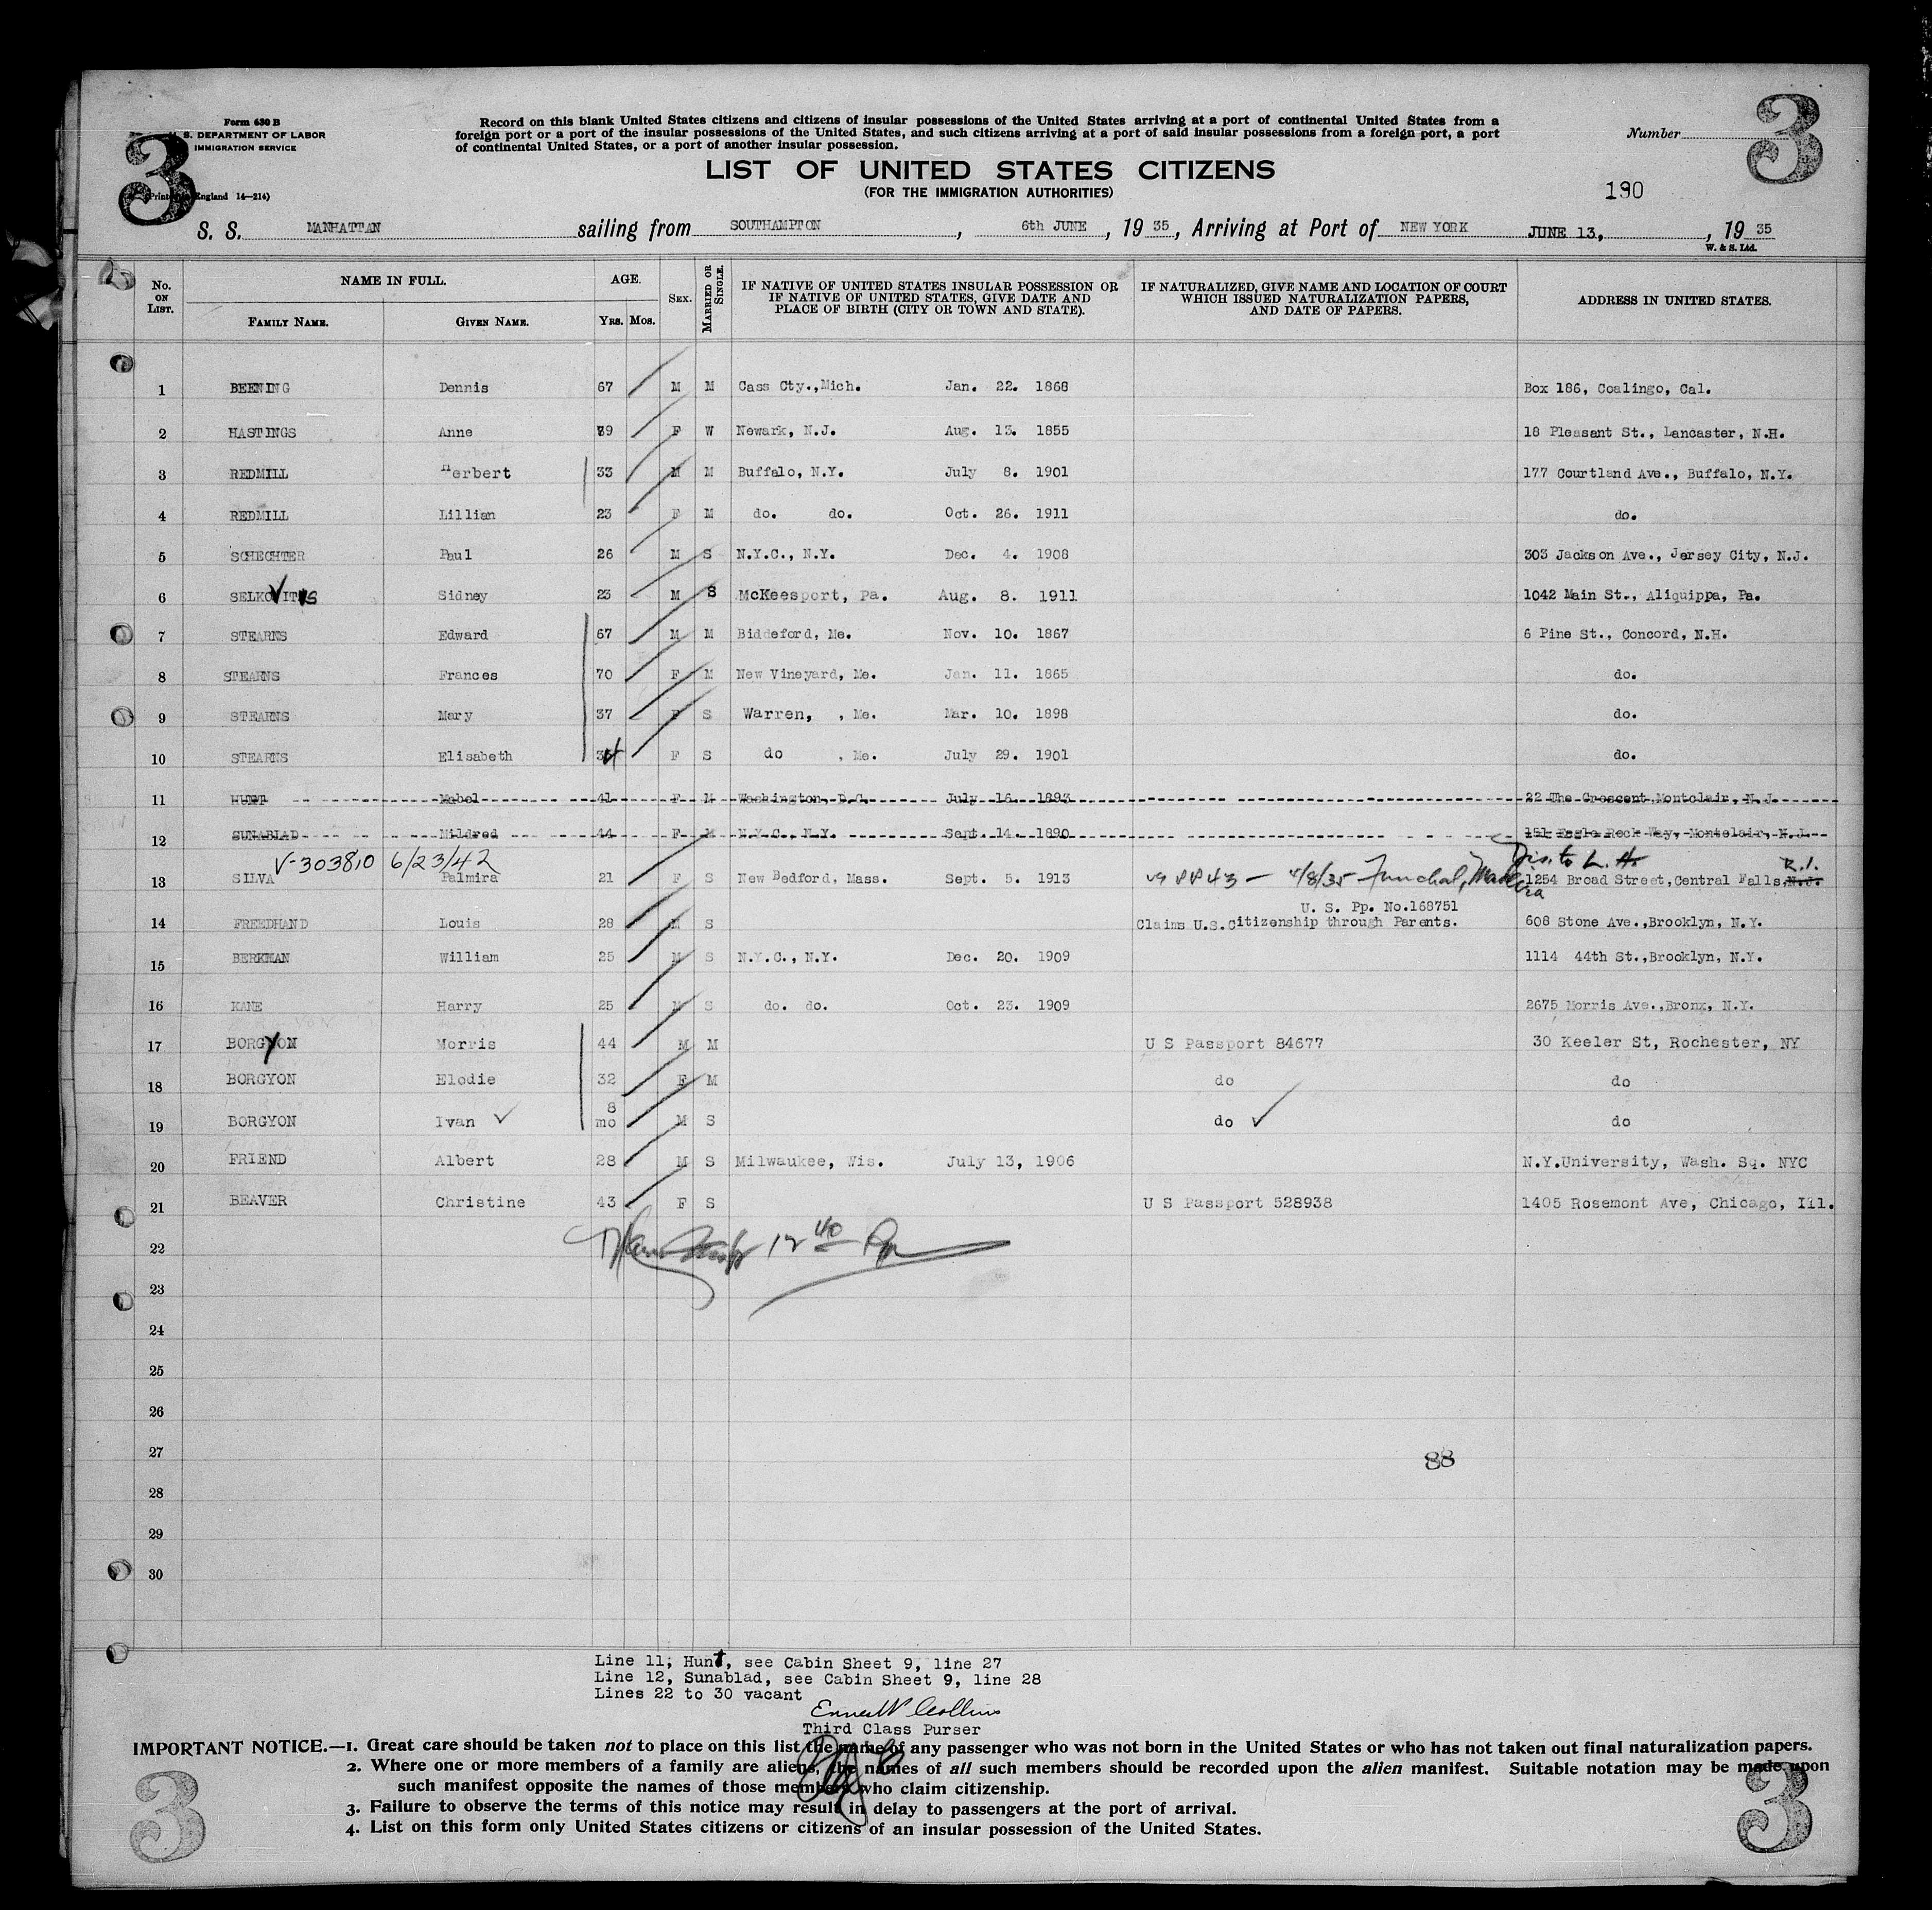 Form 630 B
U. S. DEPARTMENT OF LABOR
IMMIGRATION SERVICE
(Printed in England 14—214)
3
3
Record on this blank United States citizens and citizens of insular possessions of the United States arriving at a port of continental United States from a
foreign port or a port of the insular possessions of the United States, and such citizens arriving at a port of said insular possessions from a foreign port, a port
of continental United States, or a port of another insular possession.
Number
LIST OF UNITED STATES CITIZENS
(FOR THE IMMIGRATION AUTHORITIES)
130
S. S. MANHATTAN sailing from SOUTHAMPTON, 6th JUNE, 1935, Arriving at Port of NEW YORK JUNE 13, , 1935
W. & S. Ltd.
No. ON LIST. NAME IN FULL. FAMILY NAME. GIVEN NAME. AGE. YRS. MOS. SEX. MARRIED OR SINGLE. IF NATIVE OF UNITED STATES INSULAR POSSESSION OR IF NATIVE OF UNITED STATES, GIVE DATE AND PLACE OF BIRTH (CITY OR TOWN AND STATE). IF NATURALIZED, GIVE NAME AND LOCATION OF COURT WHICH ISSUED NATURALIZATION PAPERS, AND DATE OF PAPERS. ADDRESS IN UNITED STATES.
1 BEENING Dennis 67 M M Cass Cty.,Mich. Jan. 22. 1868 Box 186, Coalingo, Cal.
2 HASTINGS Anne 79 F W Newark, N.J. Aug. 13. 1855 18 Pleasant St., Lancaster, N.H.
3 REDMILL Herbert 33 M M Buffalo, N.Y. July 8. 1901 177 Courtland Ave., Buffalo, N.Y.
4 REDMILL Lillian 23 F M do. do. Oct. 26. 1911 do.
5 SCHECHTER Paul 26 M S N.Y.C., N.Y. Dec. 4. 1908 303 Jackson Ave., Jersey City, N.J.
6 SELKOVITS Sidney 23 M S McKeesport, Pa. Aug. 8. 1911 1042 Main St., Aliquippa, Pa.
7 STEARNS Edward 67 M M Biddeford, Me. Nov. 10. 1867 6 Pine St., Concord, N.H.
8 STEARNS Frances 70 F M New Vineyard, Me. Jan. 11. 1865 do.
9 STEARNS Mary 37 F S Warren, , Me. Mar. 10. 1898 do.
10 STEARNS Elisabeth 34 F S do , Me. July 29. 1901 do.
11 HUNT Mabel 41 F M Washington, D.C. July 16. 1893 22 The Crescent Montclair, N.J.
12 SUNABLAD Mildred 44 F M N.Y.C., N.Y. Sept. 14. 1890 151 Eagle Rock Way, Montclair, N.J.
V-303810 6/23/42
13 SILVA Palmira 21 F S New Bedford, Mass. Sept. 5. 1913 PP 43 — 4/8/35 Funchal, Madeira 1254 Broad Street,Central Falls, N.J. R.I.
U. S. Pp. No.168751
14 FREEDHAND Louis 28 M S Claims U.S.Citizenship through Parents. 608 Stone Ave.,Brooklyn, N.Y.
15 BERKMAN William 25 M S N.Y.C., N.Y. Dec. 20. 1909 1114 44th St.,Brooklyn, N.Y.
16 KANE Harry 25 M S do. do. Oct. 23. 1909 2675 Morris Ave.,Bronx, N.Y.
17 BORGYON Morris 44 M M U S Passport 84677 30 Keeler St, Rochester, NY
18 BORGYON Elodie 32 F M do do
19 BORGYON Ivan ✓ 8 mo M S do ✓ do
20 FRIEND Albert 28 M S Milwaukee, Wis. July 13, 1906 N.Y.University, Wash. Sq. NYC
21 BEAVER Christine 43 F S U S Passport 528938 1405 Rosemont Ave, Chicago, Ill.
22 12 40 Pm
23
24
25
26
27 88
28
29
30
Line 11; Hunt, see Cabin Sheet 9, line 27
Line 12, Sunablad, see Cabin Sheet 9, line 28
Lines 22 to 30 vacant
Collins
Third Class Purser
IMPORTANT NOTICE.—1. Great care should be taken not to place on this list the name of any passenger who was not born in the United States or who has not taken out final naturalization papers.
2. Where one or more members of a family are aliens, the names of all such members should be recorded upon the alien manifest. Suitable notation may be made upon
such manifest opposite the names of those members who claim citizenship.
3. Failure to observe the terms of this notice may result in delay to passengers at the port of arrival.
4. List on this form only United States citizens or citizens of an insular possession of the United States.
3
3